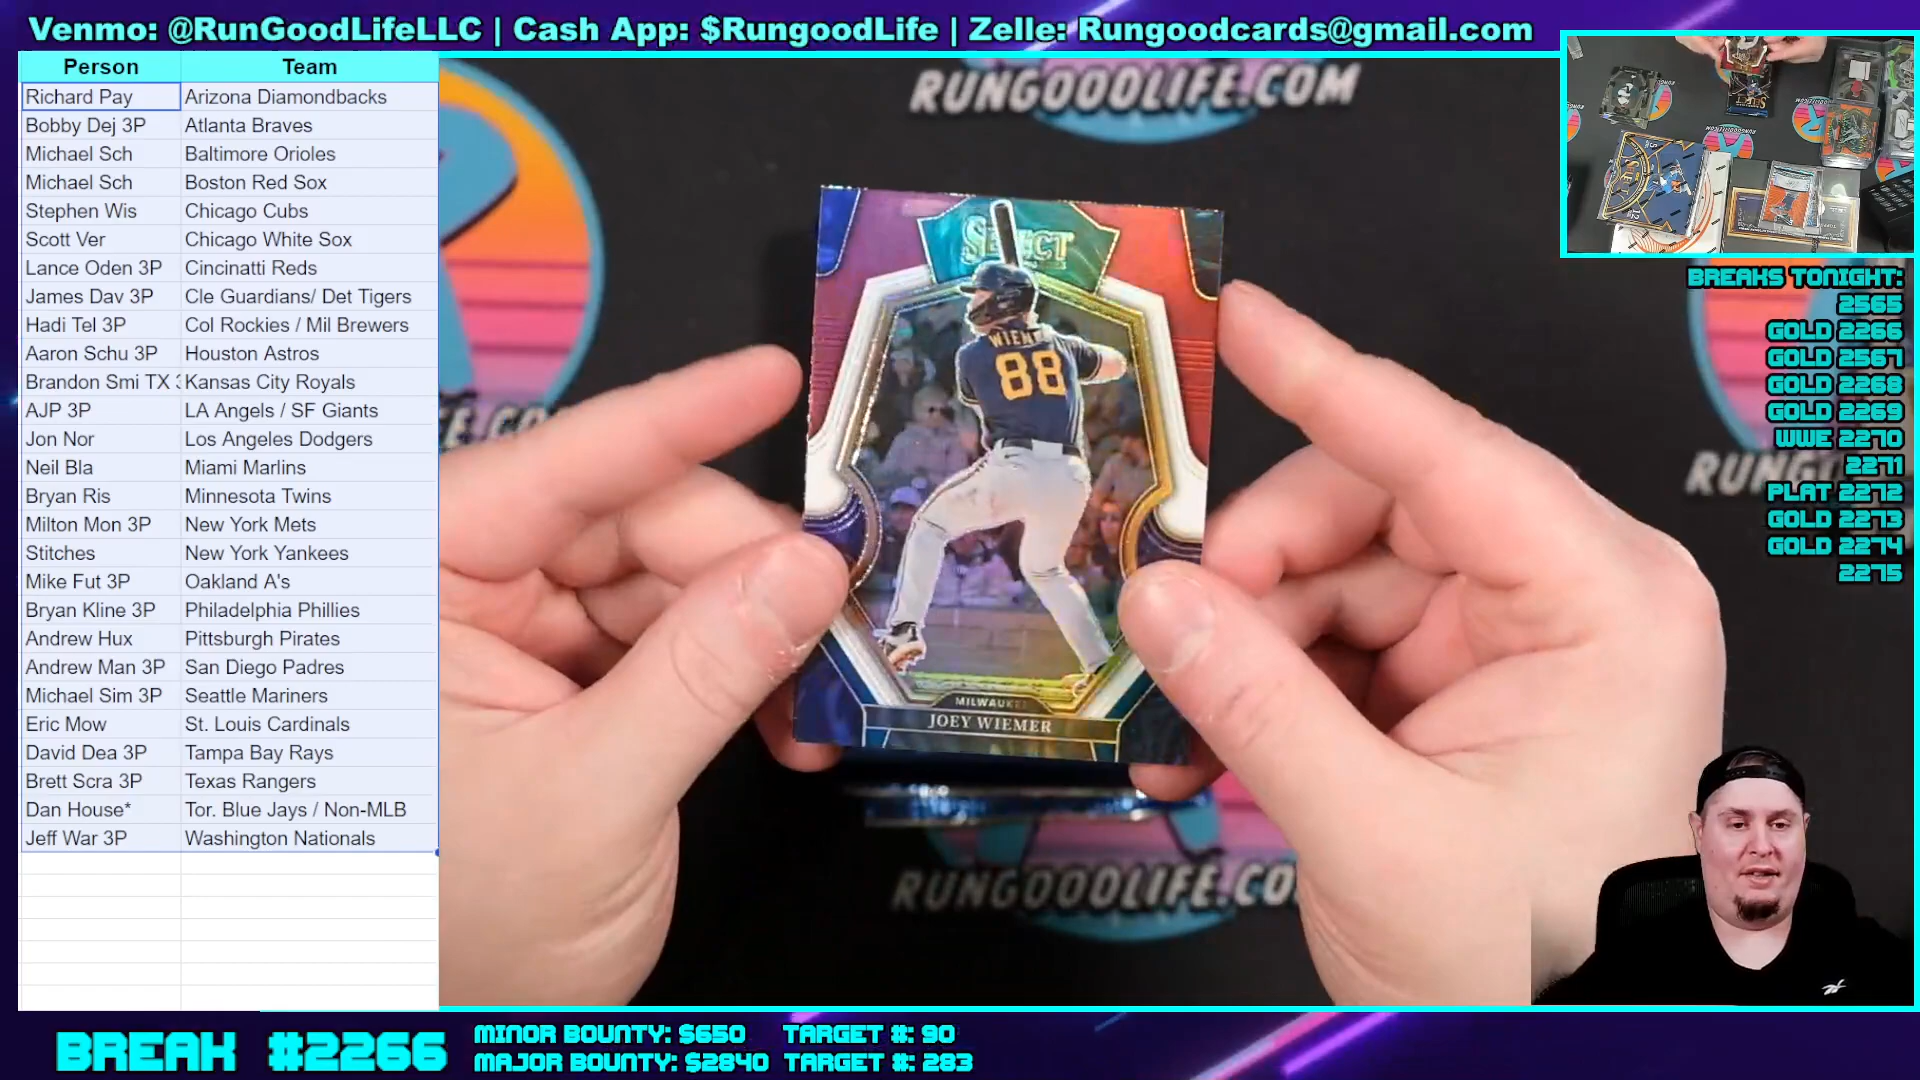 Venmo: @RunGoodLifeLLC | Cash App: $RungoodLife | Zelle: Rungoodcards@gmail.com
Person Team
Richard Pay Arizona Diamondbacks
Bobby Dej 3P Atlanta Braves
Michael Sch Baltimore Orioles
Michael Sch Boston Red Sox
Stephen Wis Chicago Cubs
Scott Ver Chicago White Sox
Lance Oden 3P Cincinatti Reds
James Dav 3P Cle Guardians/ Det Tigers
Hadi Tel 3P Col Rockies / Mil Brewers
Aaron Schu 3P Houston Astros
Brandon Smi TX Kansas City Royals
AJP 3P LA Angels / SF Giants
Jon Nor Los Angeles Dodgers
Neil Bla Miami Marlins
Bryan Ris Minnesota Twins
Milton Mon 3P New York Mets
Stitches New York Yankees
Mike Fut 3P Oakland A's
Bryan Kline 3P Philadelphia Phillies
Andrew Hux Pittsburgh Pirates
Andrew Man 3P San Diego Padres
Michael Sim 3P Seattle Mariners
Eric Mow St. Louis Cardinals
David Dea 3P Tampa Bay Rays
Brett Scra 3P Texas Rangers
Dan House* Tor. Blue Jays / Non-MLB
Jeff War 3P Washington Nationals
RUNGOODLIFE.COM
SELECT
WIEM
88
MILWAUKE
JOEY WIEMER
RUNGOODLIFE.CO
BREAKS TONIGHT:
2565
GOLD 2266
GOLD 2567
GOLD 2268
GOLD 2269
WWE 2270
2271
PLAT 2272
GOLD 2273
GOLD 2274
2275
BREAK #2266
MINOR BOUNTY: $650 TARGET #: 90
MAJOR BOUNTY: $2840 TARGET #: 283